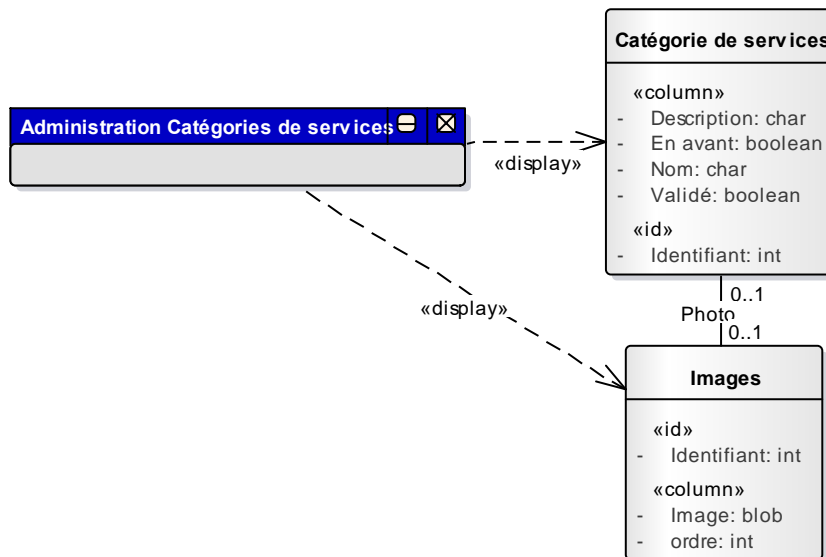 Catégorie de services
«column»
- Description: char
- En avant: boolean
- Nom: char
- Validé: boolean
«id»
- Identifiant: int
Administration Catégories de services
«display»
«display»
0..1
Photo
0..1
Images
«id»
- Identifiant: int
«column»
- Image: blob
- ordre: int